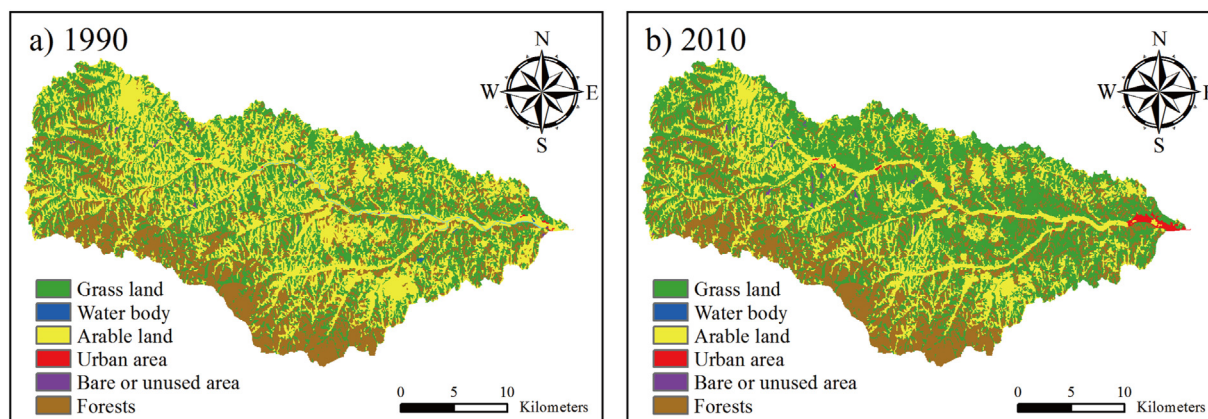 a) 1990
N
W
E
S
Grass land
Water body
Arable land
Urban area
Bare or unused area
Forests
0 5 10
Kilometers
b) 2010
N
W
E
S
Grass land
Water body
Arable land
Urban area
Bare or unused area
Forests
0 5 10
Kilometers